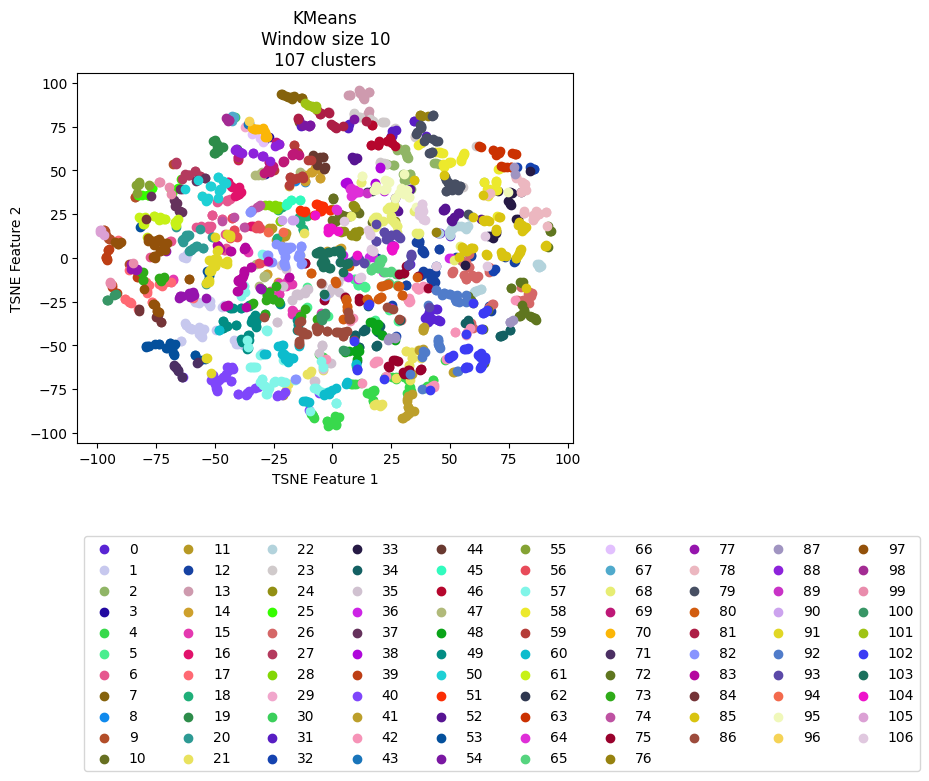 KMeans
Window size 10
107 clusters
100
75
50
25
0
−25
−50
−75
−100
TSNE Feature 2
−100 −75 −50 −25 0 25 50 75 100
TSNE Feature 1
0 11 22 33 44 55 66 77 87 97
1 12 23 34 45 56 67 78 88 98
2 13 24 35 46 57 68 79 89 99
3 14 25 36 47 58 69 80 90 100
4 15 26 37 48 59 70 81 91 101
5 16 27 38 49 60 71 82 92 102
6 17 28 39 50 61 72 83 93 103
7 18 29 40 51 62 73 84 94 104
8 19 30 41 52 63 74 85 95 105
9 20 31 42 53 64 75 86 96 106
10 21 32 43 54 65 76